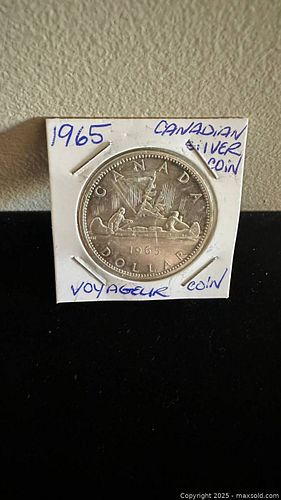 1965 CANADIAN
SILVER
COIN
CANADA
1965
DOLLAR
VOYAGEUR COIN
Copyright © 2025 - maxsold.com